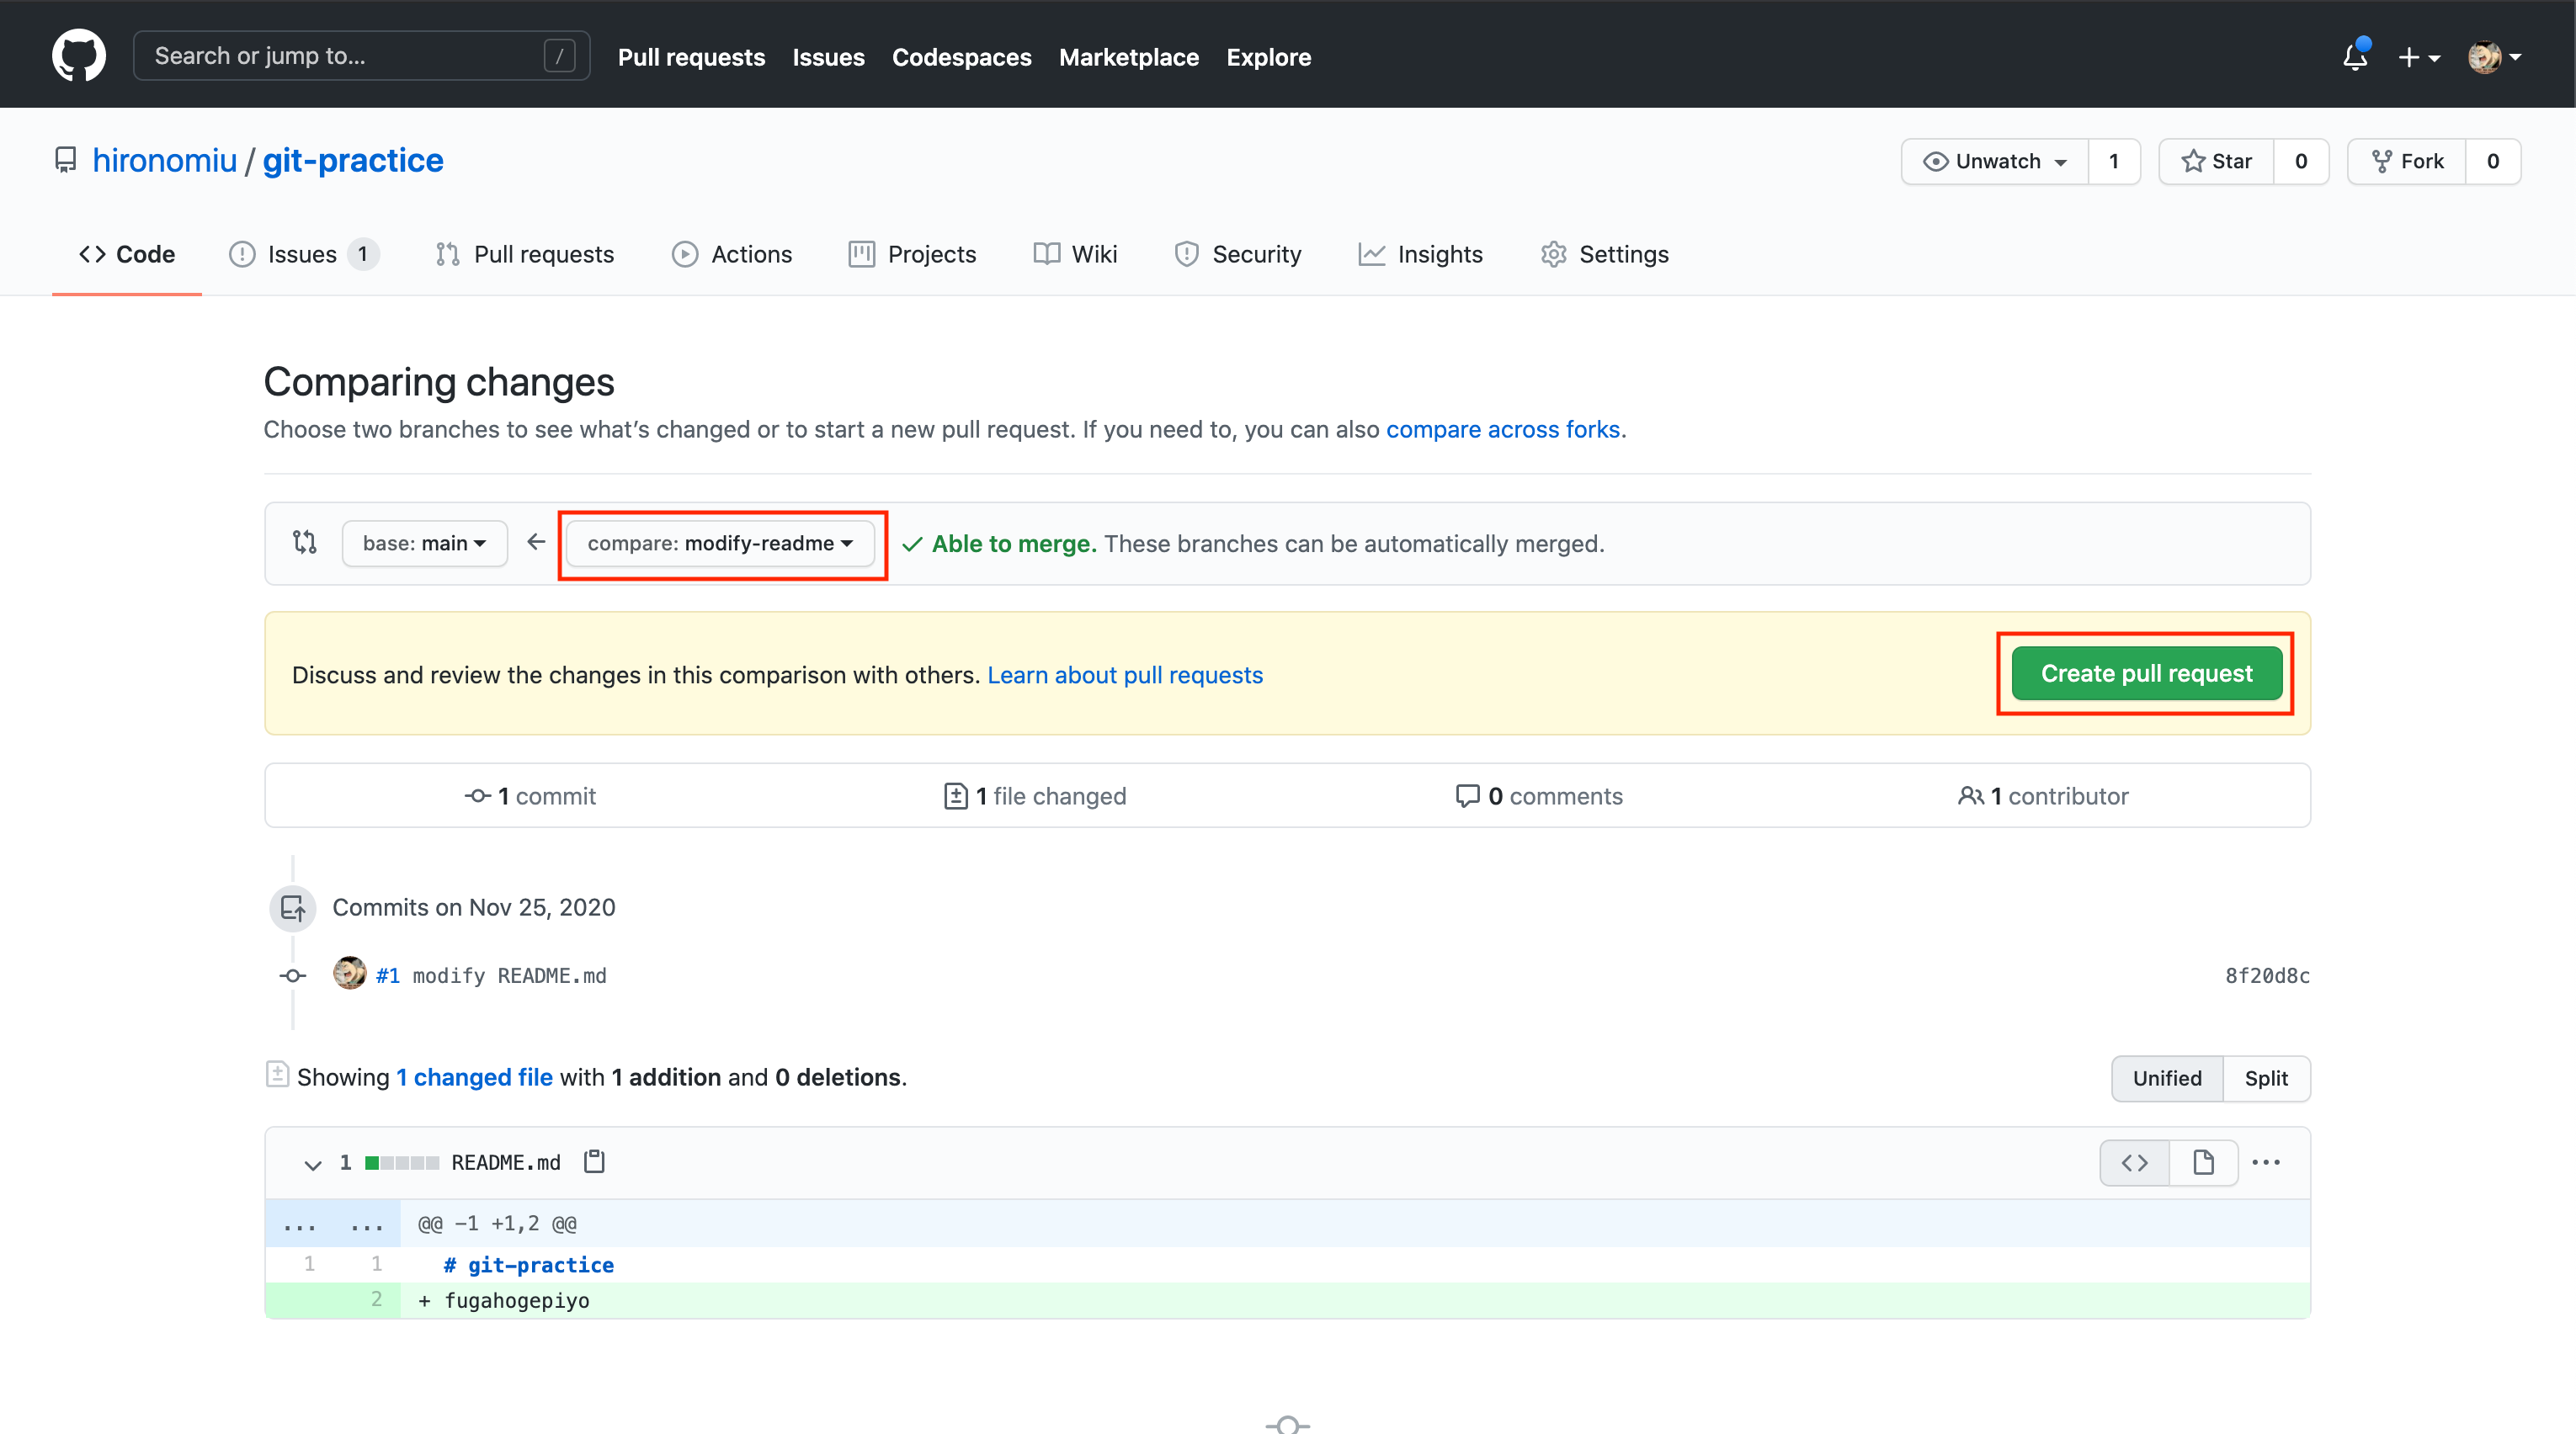 Search or jump to... /
Pull requests Issues Codespaces Marketplace Explore
hironomiu / git-practice
Unwatch 1 Star 0 Fork 0
Code Issues 1 Pull requests Actions Projects Wiki Security Insights Settings
Comparing changes
Choose two branches to see what’s changed or to start a new pull request. If you need to, you can also compare across forks.
base: main ← compare: modify-readme ✓ Able to merge. These branches can be automatically merged.
Discuss and review the changes in this comparison with others. Learn about pull requests Create pull request
1 commit 1 file changed 0 comments 1 contributor
Commits on Nov 25, 2020
#1 modify README.md 8f20d8c
Showing 1 changed file with 1 addition and 0 deletions.
Unified Split
1 README.md <> ...
... ... @@ -1 +1,2 @@
1 1 # git-practice
2 + fugahogepiyo